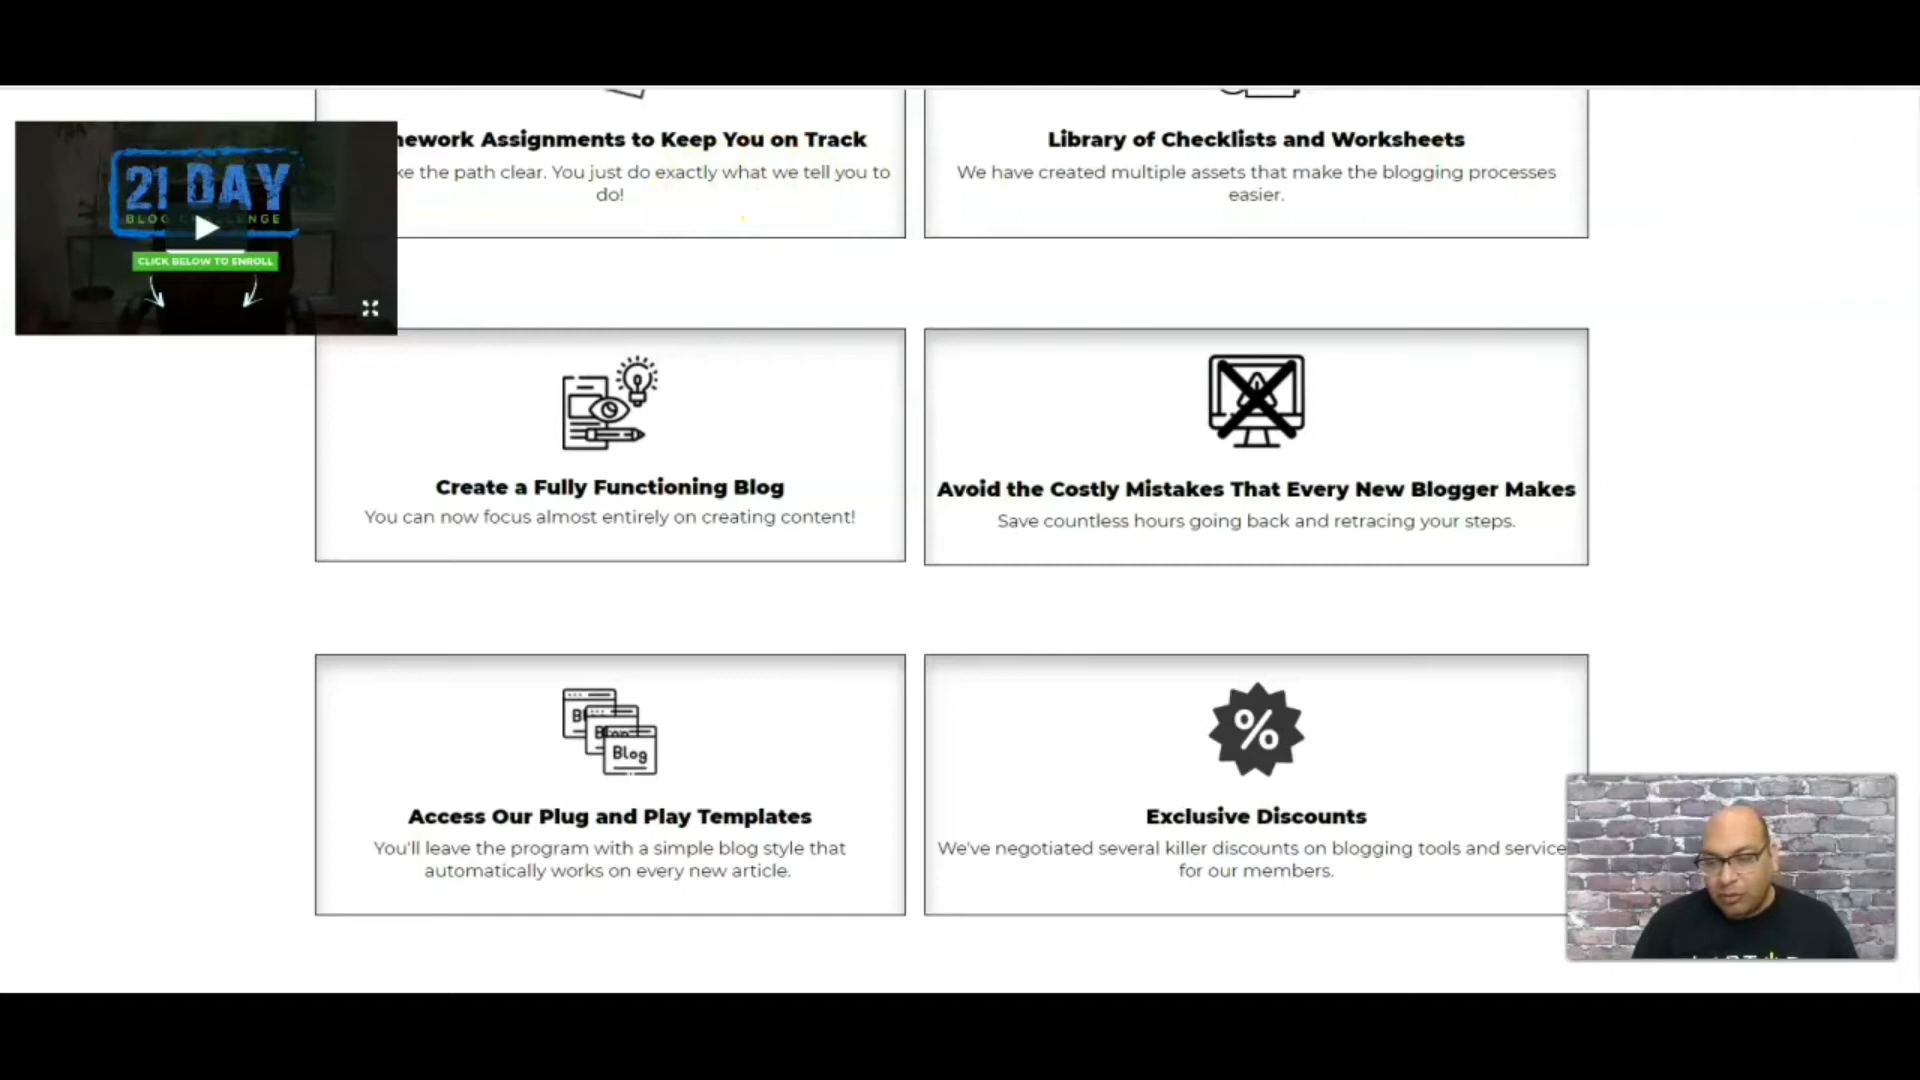 21 DAY
BLOG CHALLENGE
CLICK BELOW TO ENROLL
Assignments to Keep You on Track
the path clear. You just do exactly what we tell you to
do!
Library of Checklists and Worksheets
We have created multiple assets that make the blogging processes
easier.
Create a Fully Functioning Blog
You can now focus almost entirely on creating content!
Avoid the Costly Mistakes That Every New Blogger Makes
Save countless hours going back and retracing your steps.
Blog
Access Our Plug and Play Templates
You'll leave the program with a simple blog style that
automatically works on every new article.
%
Exclusive Discounts
We've negotiated several killer discounts on blogging tools and service
for our members.